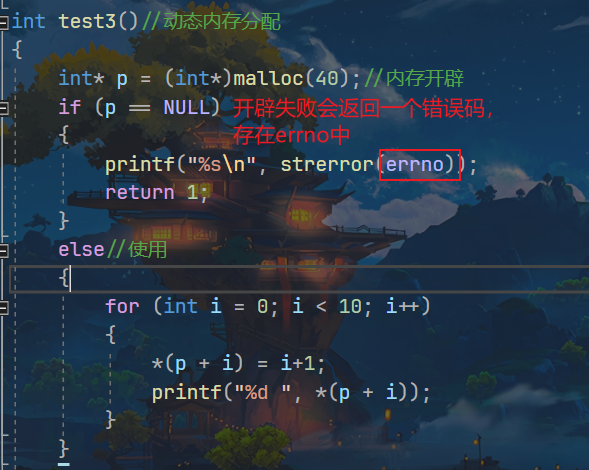 int test3()//动态内存分配
{
int* p = (int*)malloc(40);//内存开辟
if (p == NULL) 开辟失败会返回一个错误码，
{ 存在errno中
printf("%s\n", strerror(errno));
return 1;
}
else//使用
{
for (int i = 0; i < 10; i++)
{
*(p + i) = i+1;
printf("%d ", *(p + i));
}
}